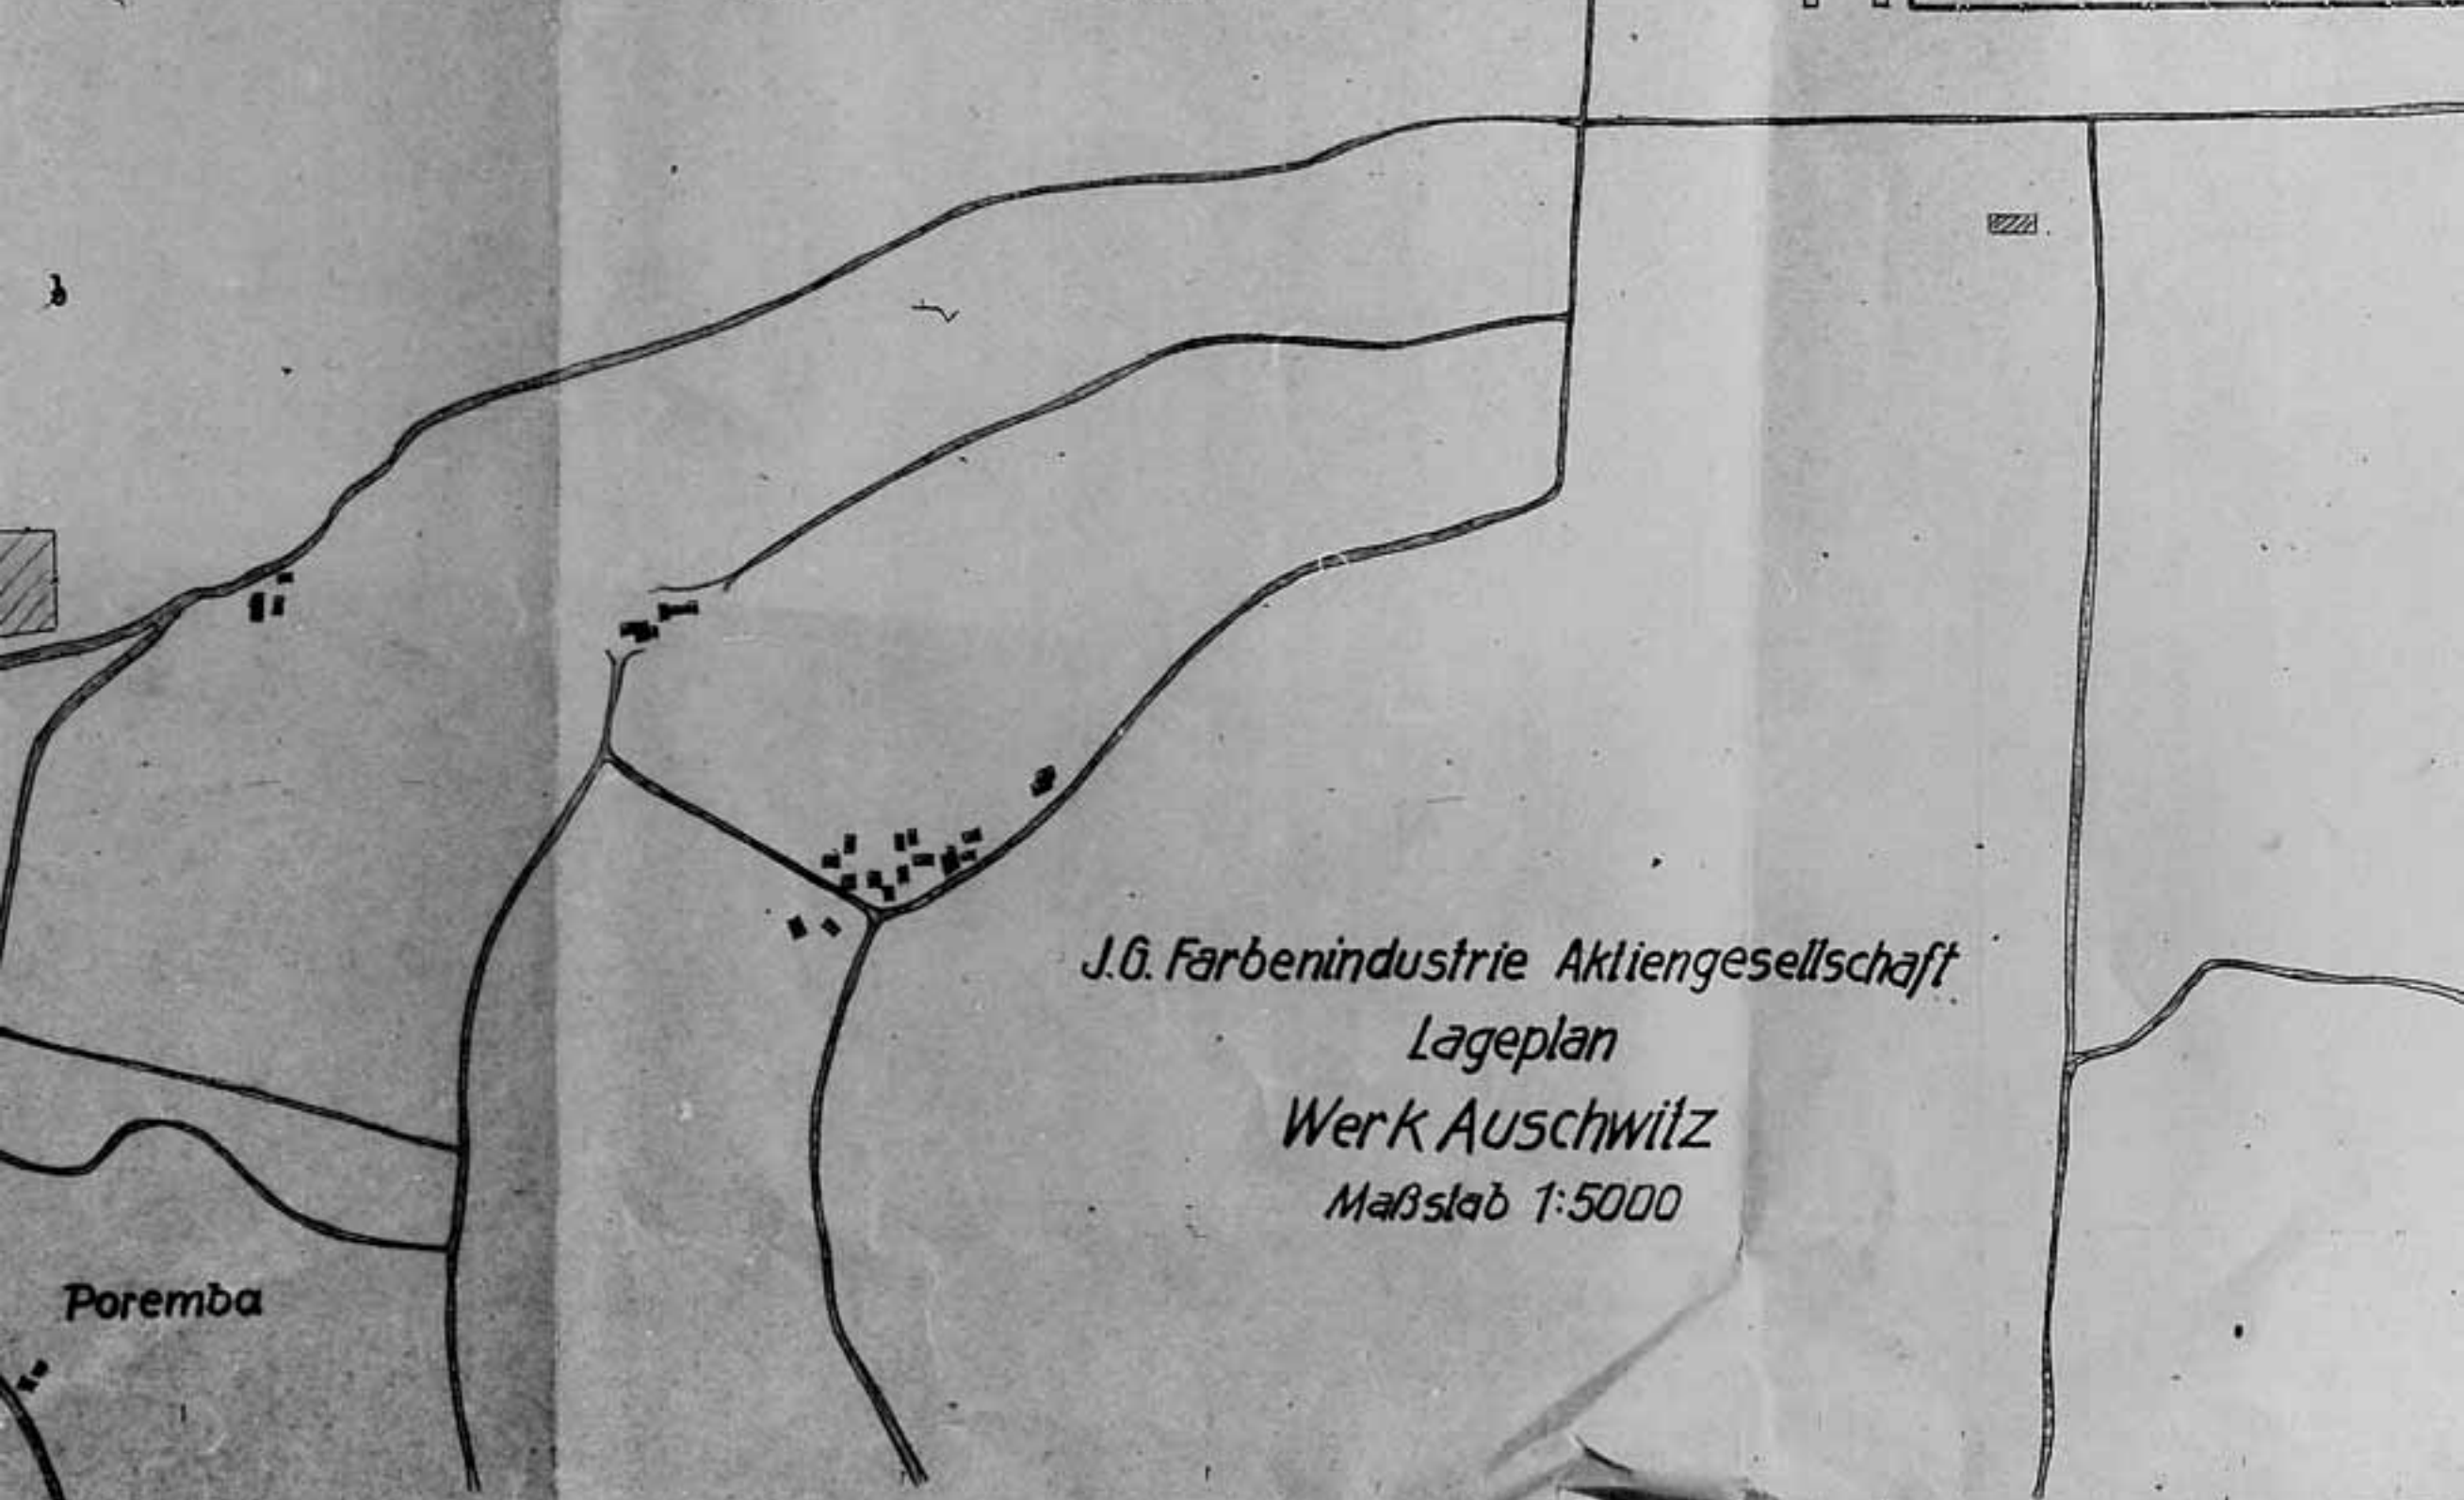 J.G. Farbenindustrie Aktiengesellschaft
Lageplan
Werk Auschwitz
Maßstab 1:5000
Poremba